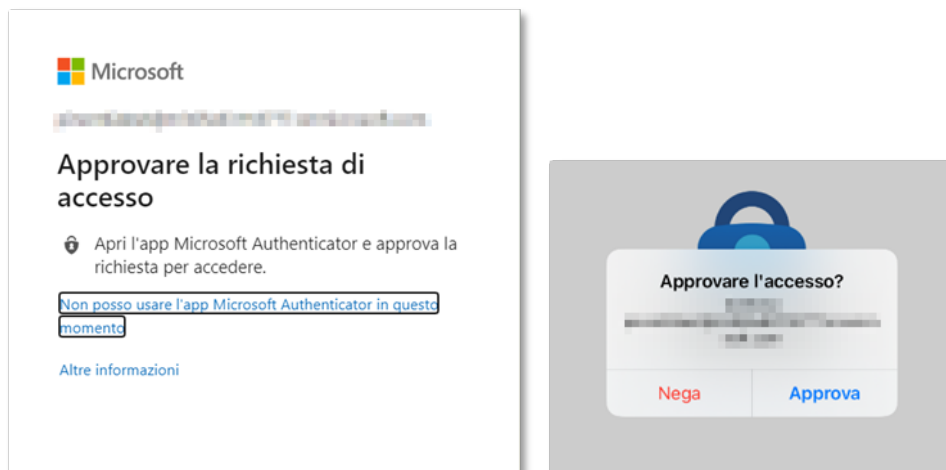 Microsoft
Approvare la richiesta di
accesso
Apri l'app Microsoft Authenticator e approva la
richiesta per accedere.
Non posso usare l'app Microsoft Authenticator in questo
momento
Altre informazioni
Approvare l'accesso?
Nega
Approva